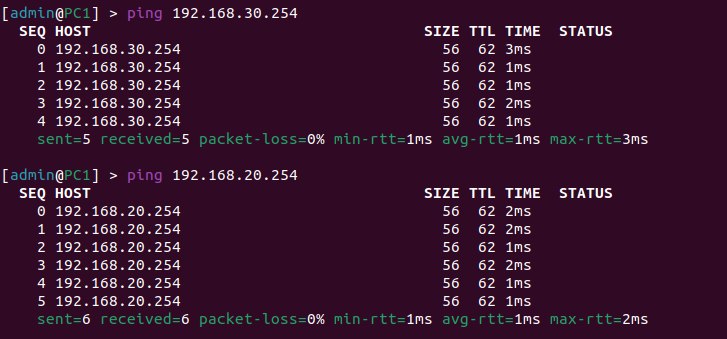 [admin@PC1] > ping 192.168.30.254
SEQ HOST SIZE TTL TIME STATUS
0 192.168.30.254 56 62 3ms
1 192.168.30.254 56 62 1ms
2 192.168.30.254 56 62 1ms
3 192.168.30.254 56 62 2ms
4 192.168.30.254 56 62 1ms
sent=5 received=5 packet-loss=0% min-rtt=1ms avg-rtt=1ms max-rtt=3ms
[admin@PC1] > ping 192.168.20.254
SEQ HOST SIZE TTL TIME STATUS
0 192.168.20.254 56 62 2ms
1 192.168.20.254 56 62 2ms
2 192.168.20.254 56 62 1ms
3 192.168.20.254 56 62 2ms
4 192.168.20.254 56 62 1ms
5 192.168.20.254 56 62 1ms
sent=6 received=6 packet-loss=0% min-rtt=1ms avg-rtt=1ms max-rtt=2ms